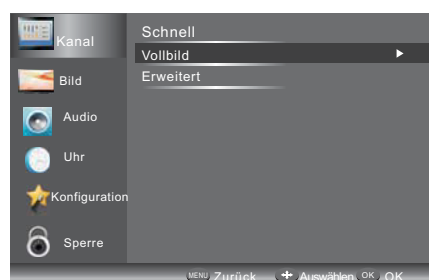 Kanal
Bild
Audio
Uhr
Konfiguration
Sperre
Schnell
Vollbild
Erweitert
MENU Zurück Auswählen OK OK